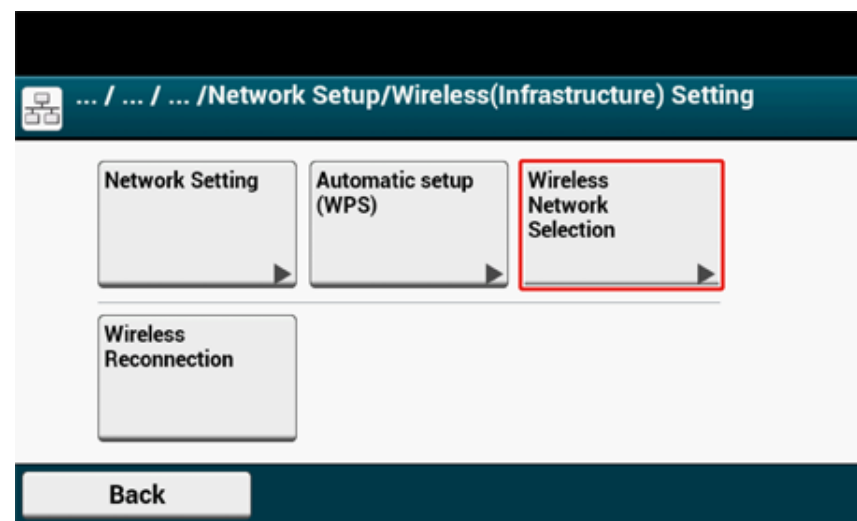 ... / ... / ... /Network Setup/Wireless(Infrastructure) Setting
Network Setting
Automatic setup
(WPS)
Wireless
Network
Selection
Wireless
Reconnection
Back